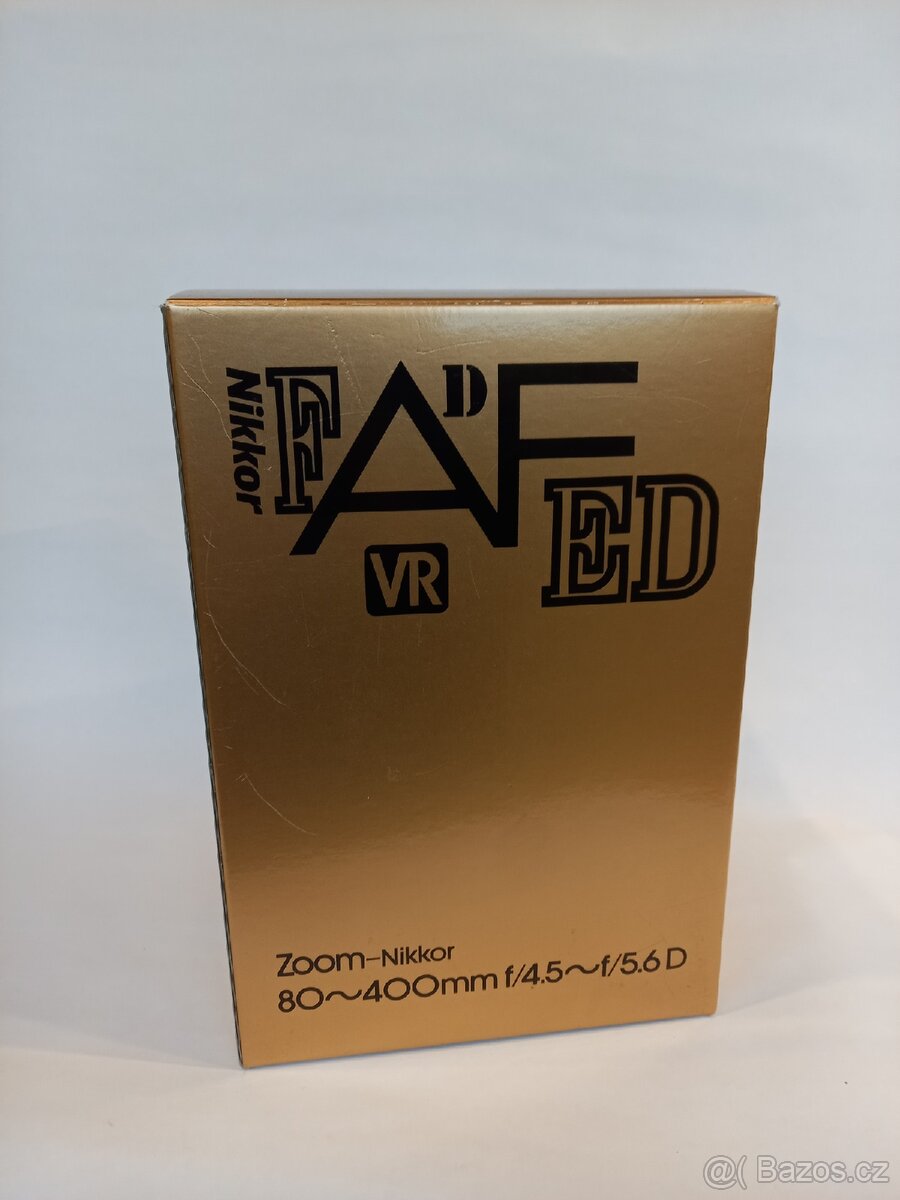 Nikkor
F AF D
ED
VR
Zoom-Nikkor
80~400mm f/4.5~f/5.6 D
@( Bazos.cz